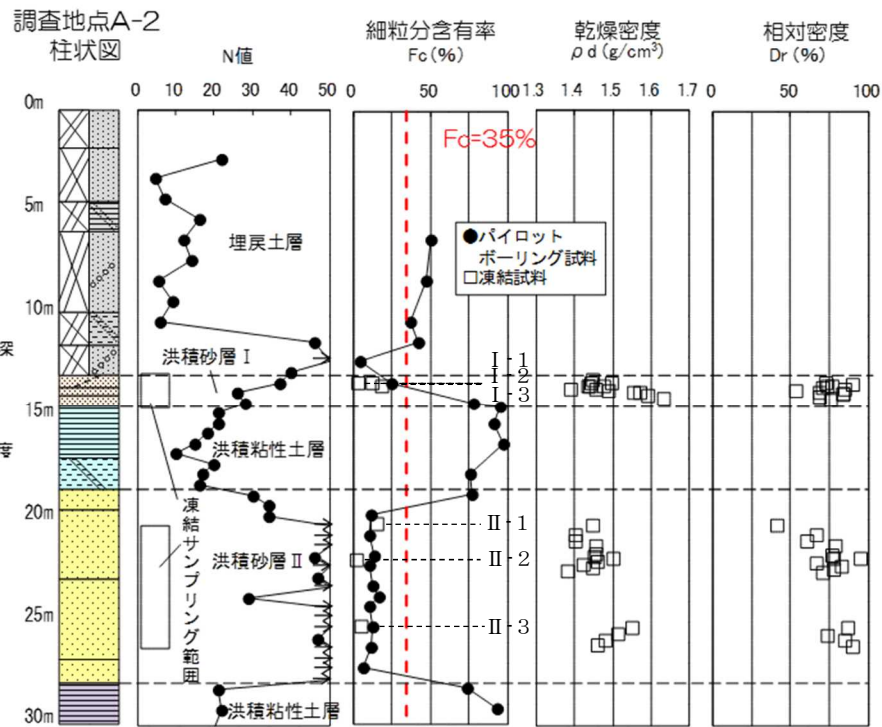 調査地点A-2
柱状図
N値
細粒分含有率
Fc(%)
乾燥密度
ρd(g/cm³)
相対密度
Dr(%)
0m
5m
10m
15m
20m
25m
30m
深
度
0 10 20 30 40 50
0 50 100
1.3 1.4 1.5 1.6 1.7
0 50 100
Fc=35%
●パイロット
ボーリング試料
□凍結試料
埋戻土層
洪積砂層Ⅰ
洪積粘性土層
洪積砂層Ⅱ
洪積粘性土層
凍結サンプリング範囲
Ⅰ-1
Ⅰ-2
Ⅰ-3
Ⅱ-1
Ⅱ-2
Ⅱ-3